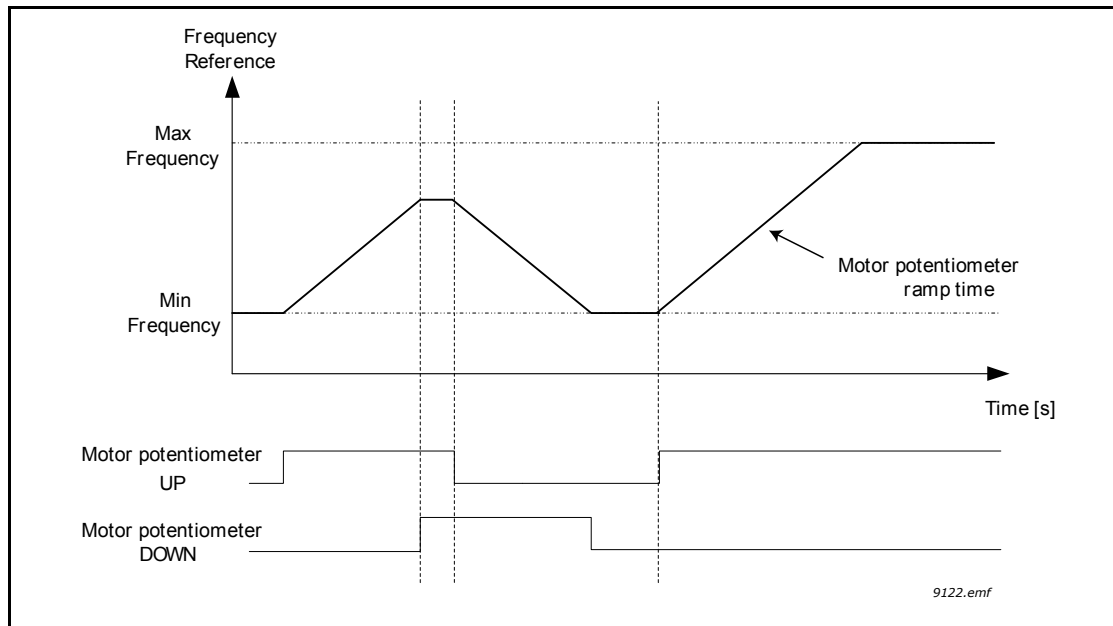 Frequency
Reference
Max
Frequency
Min
Frequency
Motor potentiometer
ramp time
Time [s]
Motor potentiometer
UP
Motor potentiometer
DOWN
9122.emf